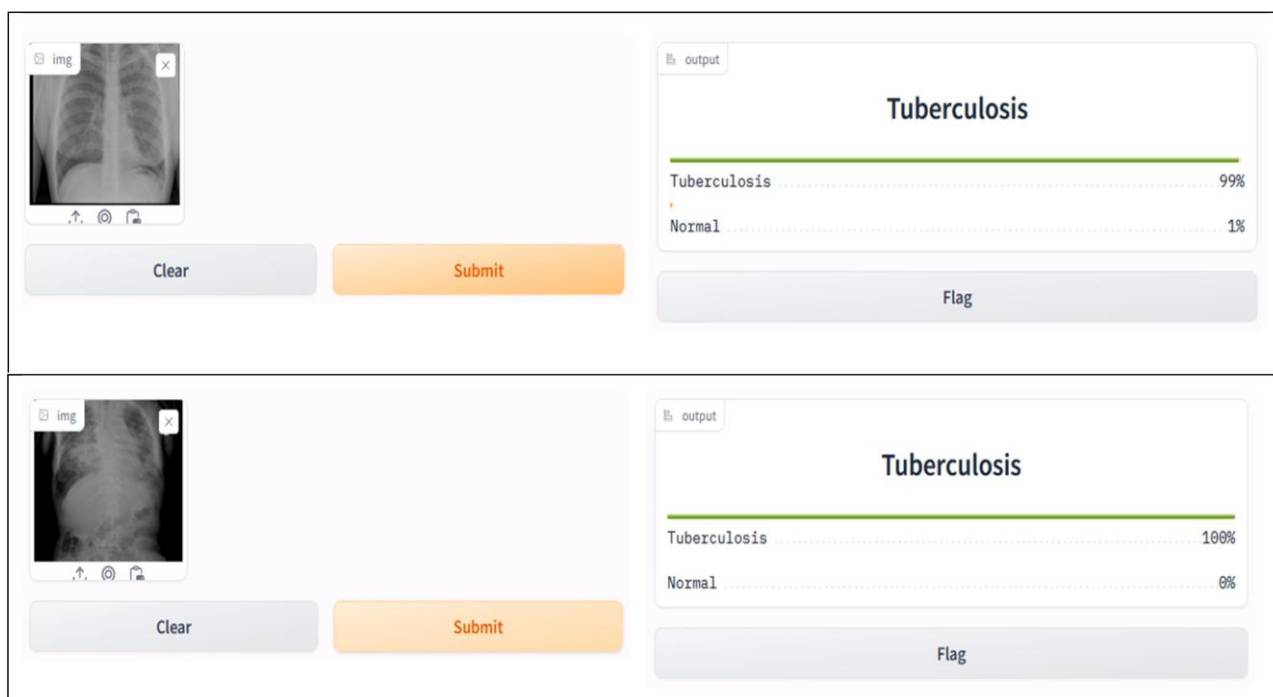 img
output
Tuberculosis
Tuberculosis 99%
Normal 1%
Clear
Submit
Flag
img
output
Tuberculosis
Tuberculosis 100%
Normal 0%
Clear
Submit
Flag